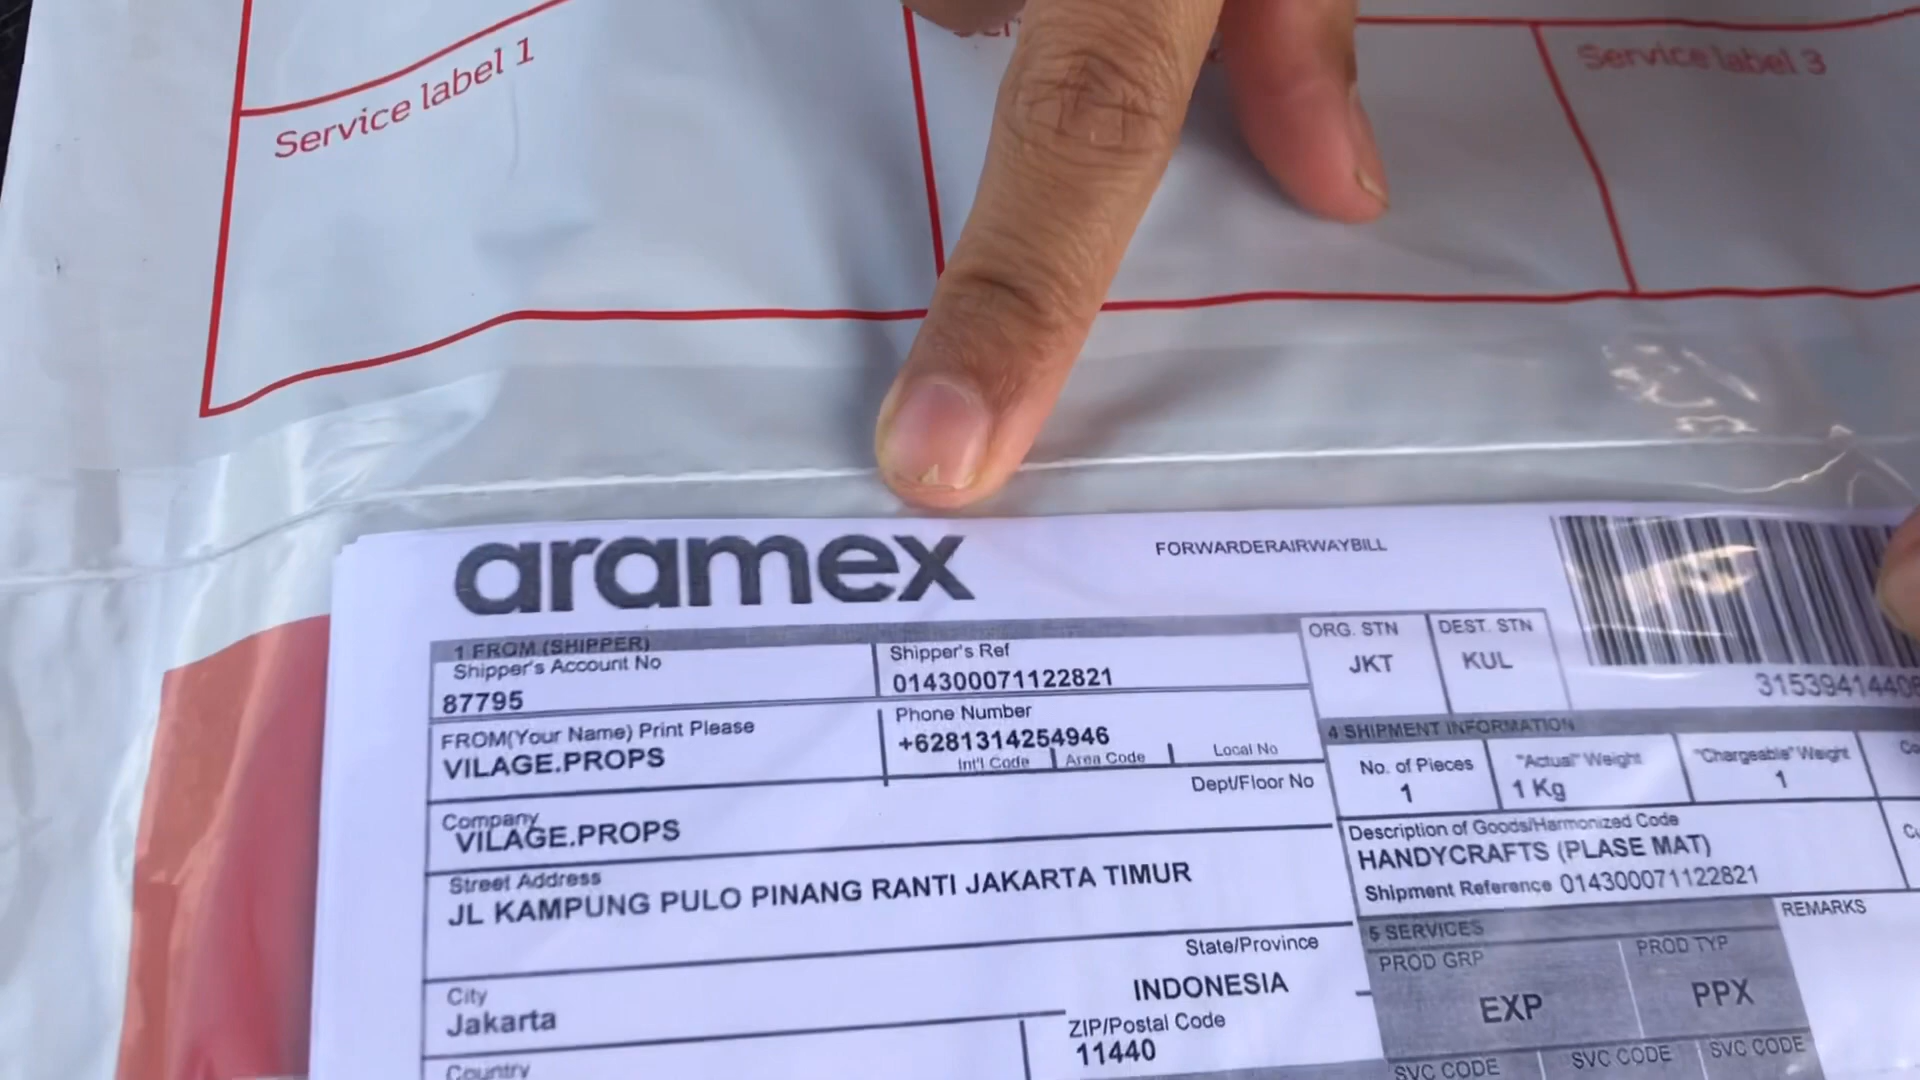 Service label 1
Service label 3
aramex
FORWARDERAIRWAYBILL
1 FROM (SHIPPER)
Shipper's Account No
87795
Shipper's Ref
014300071122821
ORG. STN
JKT
DEST. STN
KUL
FROM(Your Name) Print Please
VILAGE.PROPS
Phone Number
+6281314254946
Int'l Code
Area Code
Local No
Dept/Floor No
Company
VILAGE.PROPS
Street Address
JL KAMPUNG PULO PINANG RANTI JAKARTA TIMUR
State/Province
INDONESIA
City
Jakarta
ZIP/Postal Code
11440
Country
4 SHIPMENT INFORMATION
No. of Pieces
1
"Actual" Weight
1 Kg
"Chargeable" Weight
1
Description of Goods/Harmonized Code
HANDYCRAFTS (PLASE MAT)
Shipment Reference 014300071122821
5 SERVICES
REMARKS
PROD GRP
EXP
PROD TYP
PPX
SVC CODE
SVC CODE
SVC CODE